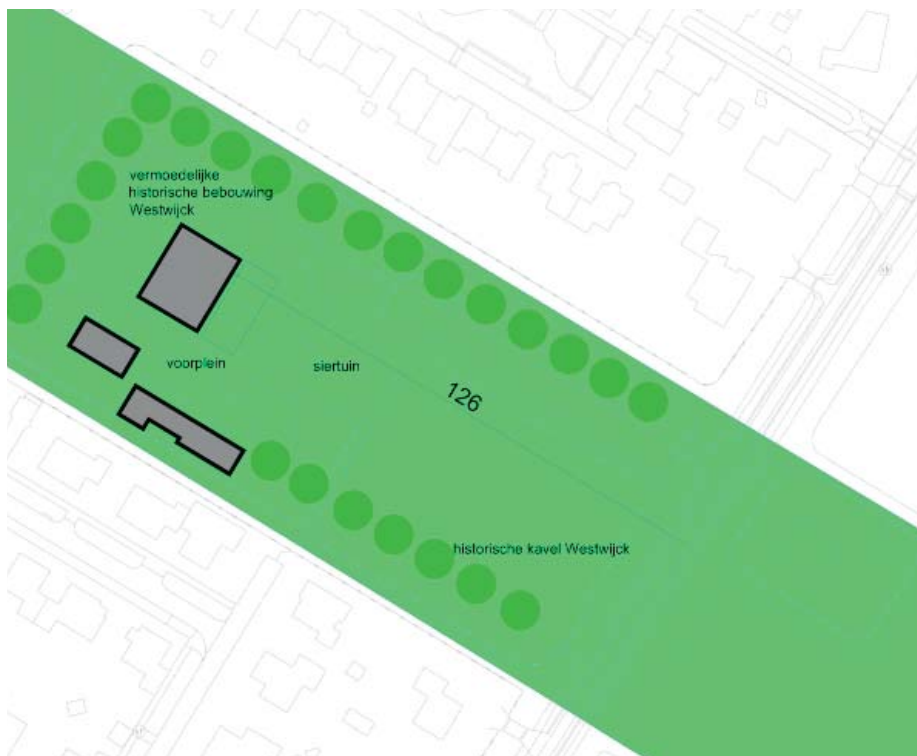 vermoedelijke
historische bebouwing
Westwijck
voorplein
siertuin
126
historische kavel Westwijck